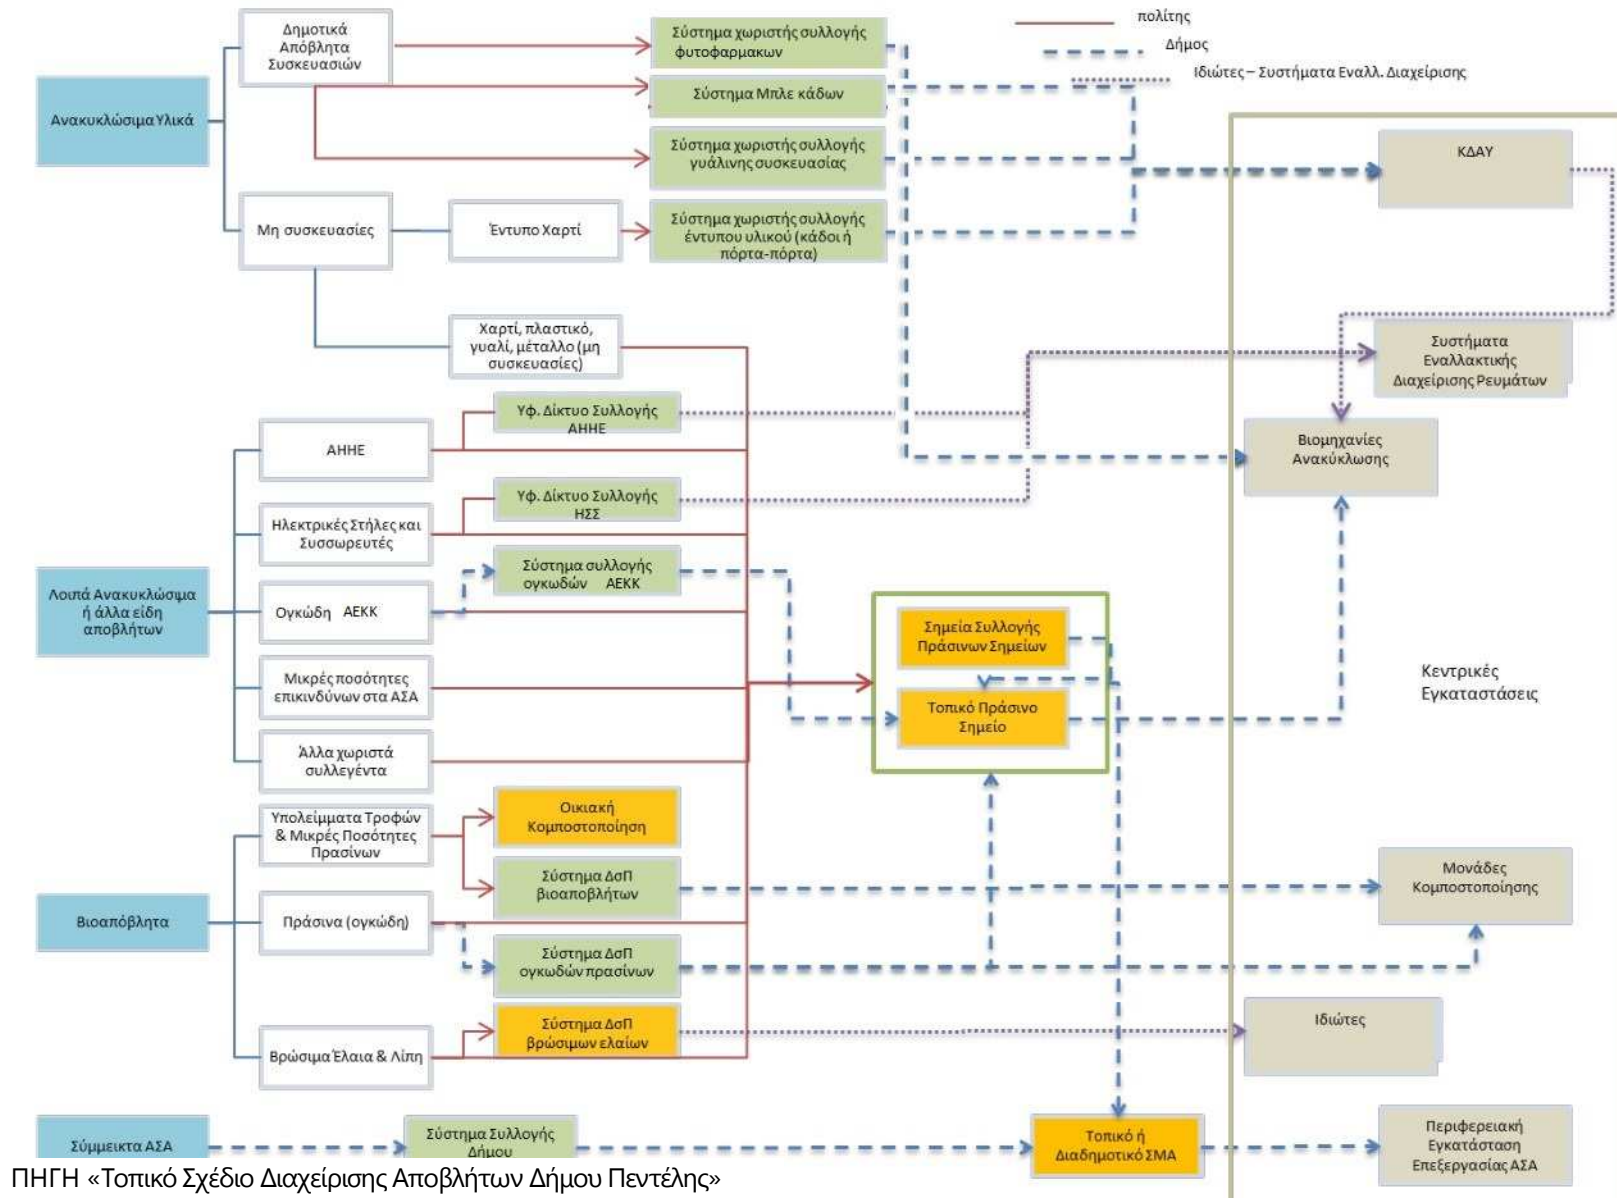 πολίτης
Δήμος
Ιδιώτες – Συστήματα Εναλλ. Διαχείρισης
Ανακυκλώσιμα Υλικά
Δημοτικά
Απόβλητα
Συσκευασιών
Σύστημα χωριστής συλλογής
φυτοφαρμακων
Σύστημα Μπλε κάδων
Σύστημα χωριστής συλλογής
γυάλινης συσκευασίας
Μη συσκευασίες
Έντυπο Χαρτί
Σύστημα χωριστής συλλογής
έντυπου υλικού (κάδοι ή
πόρτα-πόρτα)
Χαρτί, πλαστικό,
γυαλί, μέταλλο (μη
συσκευασίες)
ΚΔΑΥ
Συστήματα
Εναλλακτικής
Διαχείρισης Ρευμάτων
Βιομηχανίες
Ανακύκλωσης
Λοιπά Ανακυκλώσιμα
ή άλλα είδη
αποβλήτων
ΑΗΗΕ
Υφ. Δίκτυο Συλλογής
ΑΗΗΕ
Ηλεκτρικές Στήλες και
Συσσωρευτές
Υφ. Δίκτυο Συλλογής
ΗΣΣ
Ογκώδη ΑΕΚΚ
Σύστημα συλλογής
ογκωδών ΑΕΚΚ
Μικρές ποσότητες
επικινδύνων στα ΑΣΑ
Άλλα χωριστά
συλλεγέντα
Σημεία Συλλογής
Πράσινων Σημείων
Τοπικό Πράσινο
Σημείο
Κεντρικές
Εγκαταστάσεις
Βιοαπόβλητα
Υπολείμματα Τροφών
& Μικρές Ποσότητες
Πρασίνων
Οικιακή
Κομποστοποίηση
Σύστημα ΔσΠ
βιοαποβλήτων
Μονάδες
Κομποστοποίησης
Πράσινα (ογκώδη)
Σύστημα ΔσΠ
ογκωδών πρασίνων
Βρώσιμα Έλαια & Λίπη
Σύστημα ΔσΠ
βρώσιμων ελαίων
Ιδιώτες
Σύμμεικτα ΑΣΑ
Σύστημα Συλλογής
Δήμου
Τοπικό ή
Διαδημοτικό ΣΜΑ
Περιφερειακή
Εγκατάσταση
Επεξεργασίας ΑΣΑ
ΠΗΓΗ «Τοπικό Σχέδιο Διαχείρισης Αποβλήτων Δήμου Πεντέλης»